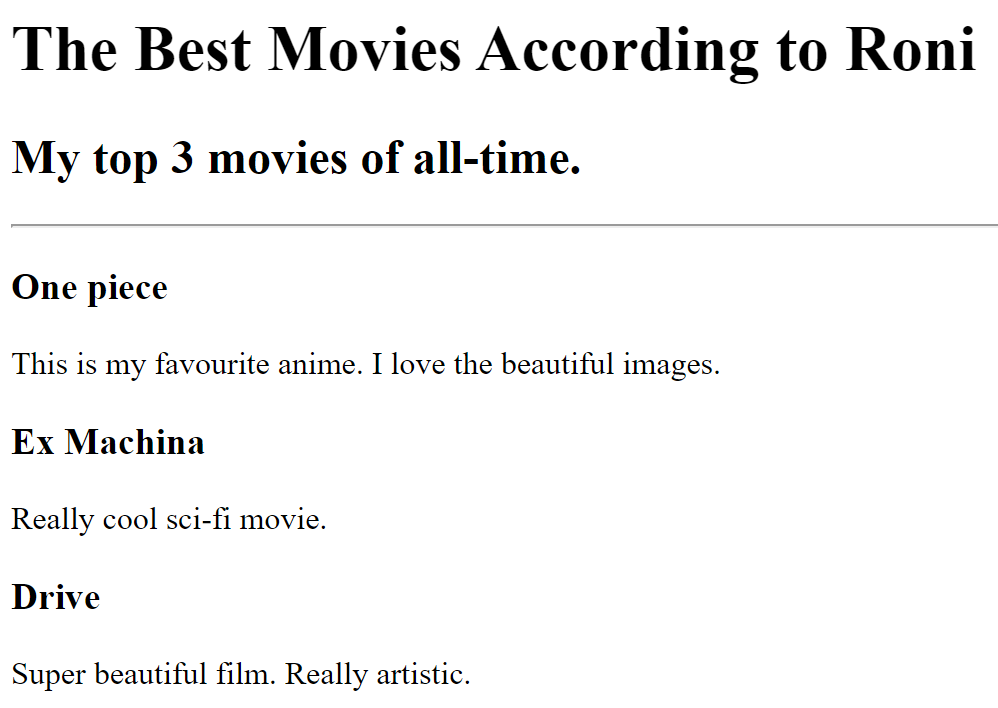 The Best Movies According to Roni
My top 3 movies of all-time.
One piece
This is my favourite anime. I love the beautiful images.
Ex Machina
Really cool sci-fi movie.
Drive
Super beautiful film. Really artistic.